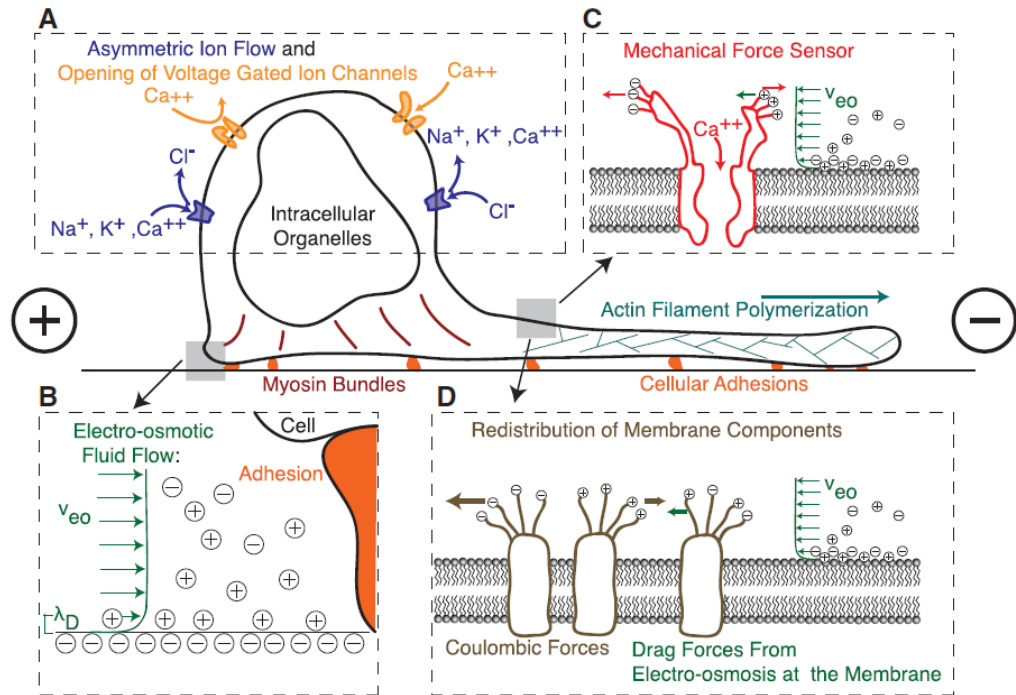 A
Asymmetric Ion Flow and
Opening of Voltage Gated Ion Channels
Ca++
Ca++
Na+, K+ ,Ca++
Cl-
Cl-
Na+, K+ ,Ca++
Intracellular
Organelles
C
Mechanical Force Sensor
Ca++
veo
+
−
Actin Filament Polymerization
Myosin Bundles
Cellular Adhesions
B
Electro-osmotic
Fluid Flow:
veo
λD
Cell
Adhesion
D
Redistribution of Membrane Components
veo
Coulombic Forces
Drag Forces From
Electro-osmosis at the Membrane